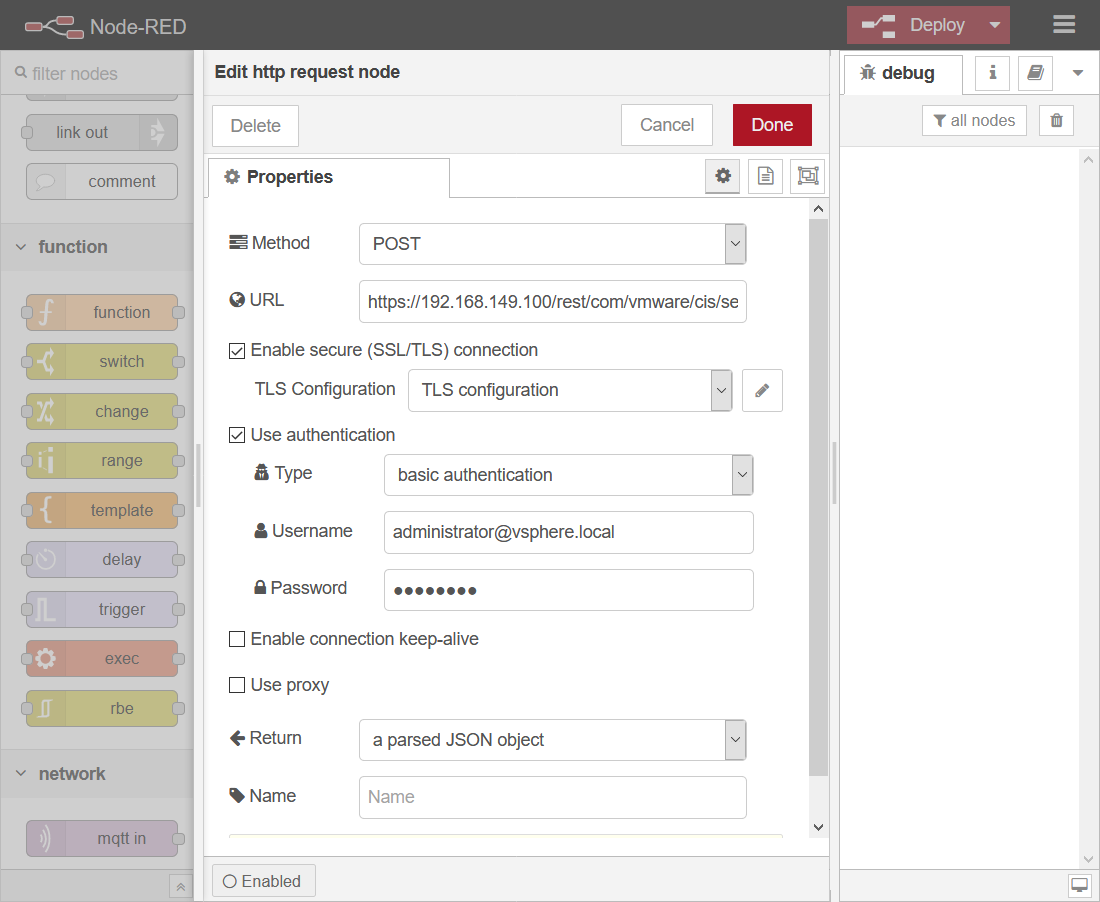 Node-RED
Deploy
filter nodes
link out
comment
function
function
switch
change
range
template
delay
trigger
exec
rbe
network
mqtt in
Edit http request node
Delete
Cancel
Done
Properties
Method
POST
URL
https://192.168.149.100/rest/com/vmware/cis/se
Enable secure (SSL/TLS) connection
TLS Configuration
TLS configuration
Use authentication
Type
basic authentication
Username
administrator@vsphere.local
Password
●●●●●●●●
Enable connection keep-alive
Use proxy
Return
a parsed JSON object
Name
Name
Enabled
debug
all nodes